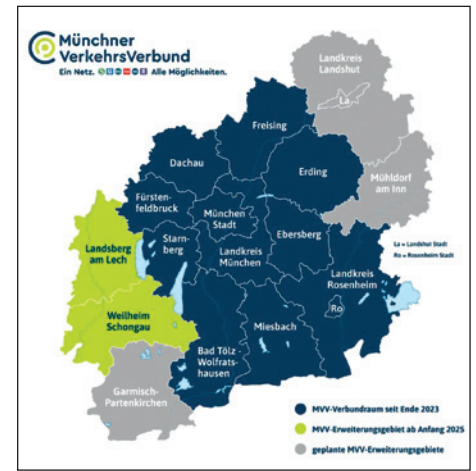 Münchner
VerkehrsVerbund
Ein Netz. Alle Möglichkeiten.
Landkreis
Landshut
La
Mühldorf
am Inn
Freising
Erding
Dachau
Fürsten-
feldbruck
München
Stadt
Ebersberg
Starn-
berg
Landkreis
München
Landsberg
am Lech
La = Landshut Stadt
Ro = Rosenheim Stadt
Landkreis
Rosenheim
Ro
Weilheim
Schongau
Miesbach
Bad Tölz -
Wolfrats-
hausen
Garmisch-
Partenkirchen
MVV-Verbundraum seit Ende 2023
MVV-Erweiterungsgebiet ab Anfang 2025
geplante MVV-Erweiterungsgebiete